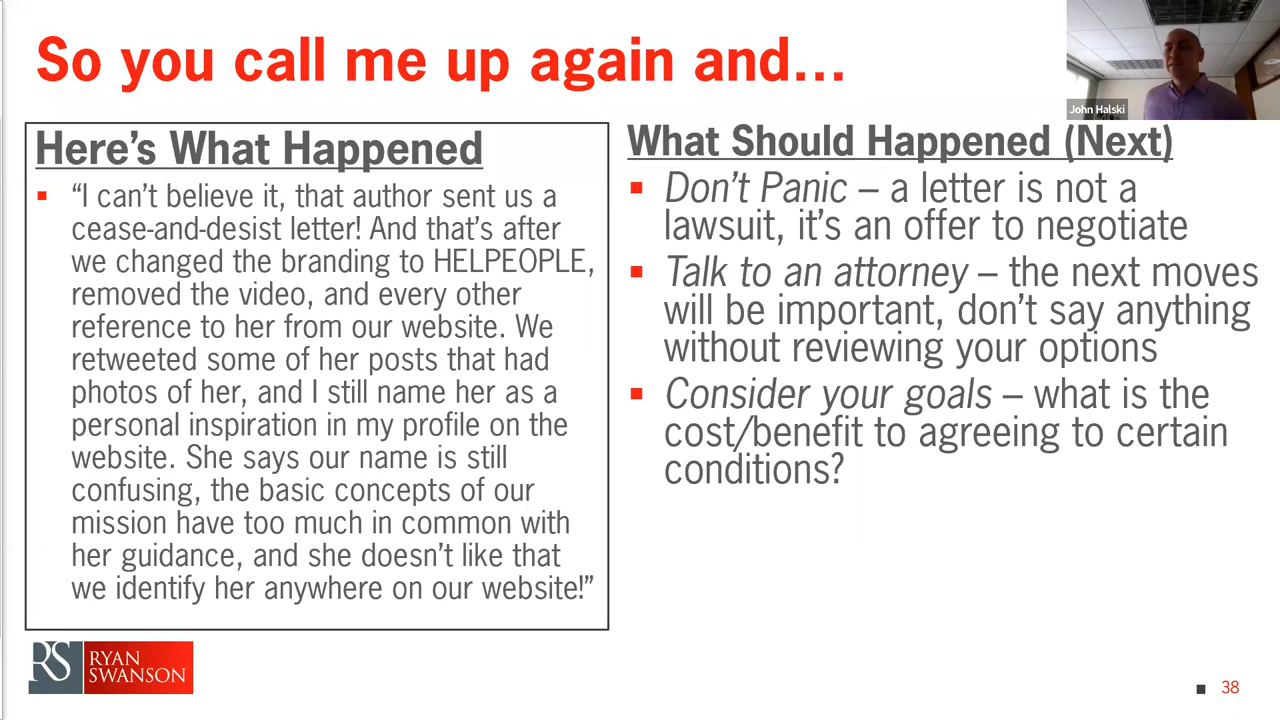 So you call me up again and...
John Halski
Here's What Happened
"I can't believe it, that author sent us a
cease-and-desist letter! And that's after
we changed the branding to HELPEOPLE,
removed the video, and every other
reference to her from our website. We
retweeted some of her posts that had
photos of her, and I still name her as a
personal inspiration in my profile on the
website. She says our name is still
confusing, the basic concepts of our
mission have too much in common with
her guidance, and she doesn't like that
we identify her anywhere on our website!"
What Should Happened (Next)
Don't Panic – a letter is not a
lawsuit, it's an offer to negotiate
Talk to an attorney – the next moves
will be important, don't say anything
without reviewing your options
Consider your goals – what is the
cost/benefit to agreeing to certain
conditions?
RS RYAN
SWANSON
38